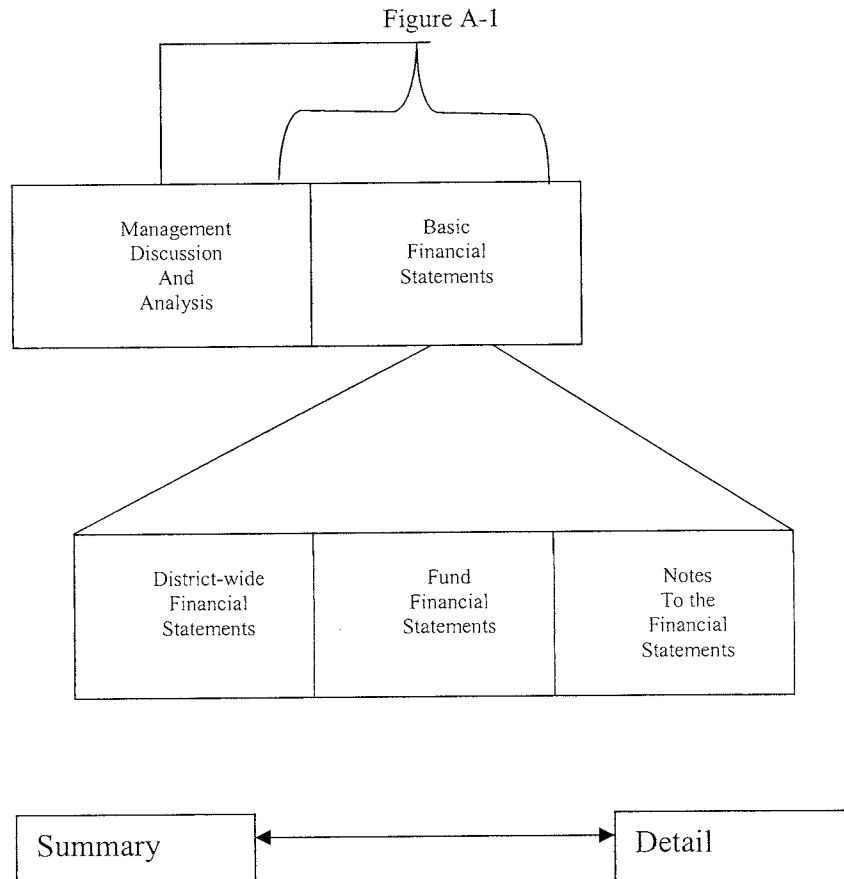 Figure A-1
Management
Discussion
And
Analysis
Basic
Financial
Statements
District-wide
Financial
Statements
Fund
Financial
Statements
Notes
To the
Financial
Statements
Summary
Detail